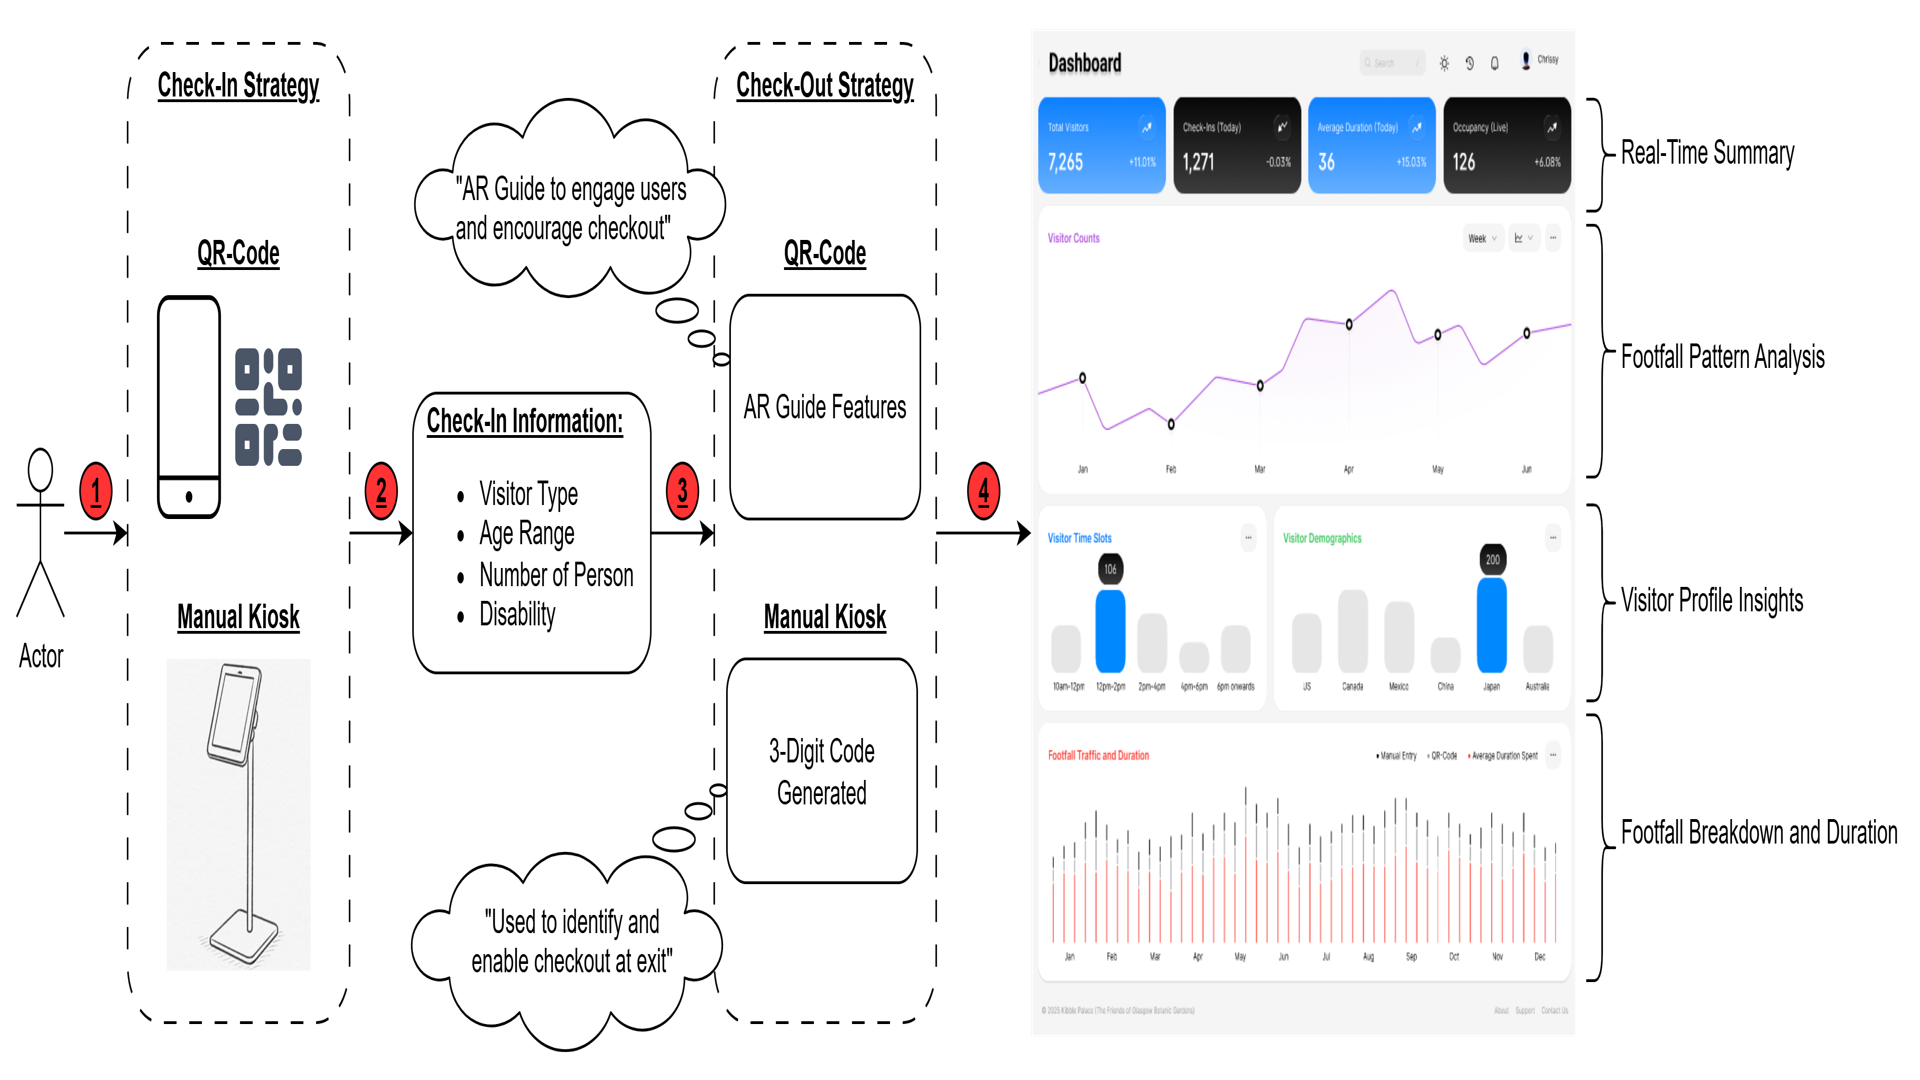 Check-In Strategy
QR-Code
Manual Kiosk
Actor
1
2
Check-In Information:
Visitor Type
Age Range
Number of Person
Disability
3
"AR Guide to engage users
and encourage checkout"
Check-Out Strategy
QR-Code
AR Guide Features
Manual Kiosk
3-Digit Code
Generated
"Used to identify and
enable checkout at exit"
4
Dashboard
Search
/
Chrissy
Total Visitors
7,265
+11.01%
Check-Ins (Today)
1,271
-0.03%
Average Duration (Today)
36
+15.03%
Occupancy (Live)
126
+6.08%
Visitor Counts
Week
Jan
Feb
Mar
Apr
May
Jun
Visitor Time Slots
106
10am-12pm
12pm-2pm
2pm-4pm
4pm-6pm
6pm onwards
Visitor Demographics
200
US
Canada
Mexico
China
Japan
Australia
Footfall Traffic and Duration
Manual Entry
QR-Code
Average Duration Spent
Jan
Feb
Mar
Apr
May
Jun
Jul
Aug
Sep
Oct
Nov
Dec
© 2025 Kibble Palace (The Friends of Glasgow Botanic Gardens)
About
Support
Contact Us
Real-Time Summary
Footfall Pattern Analysis
Visitor Profile Insights
Footfall Breakdown and Duration